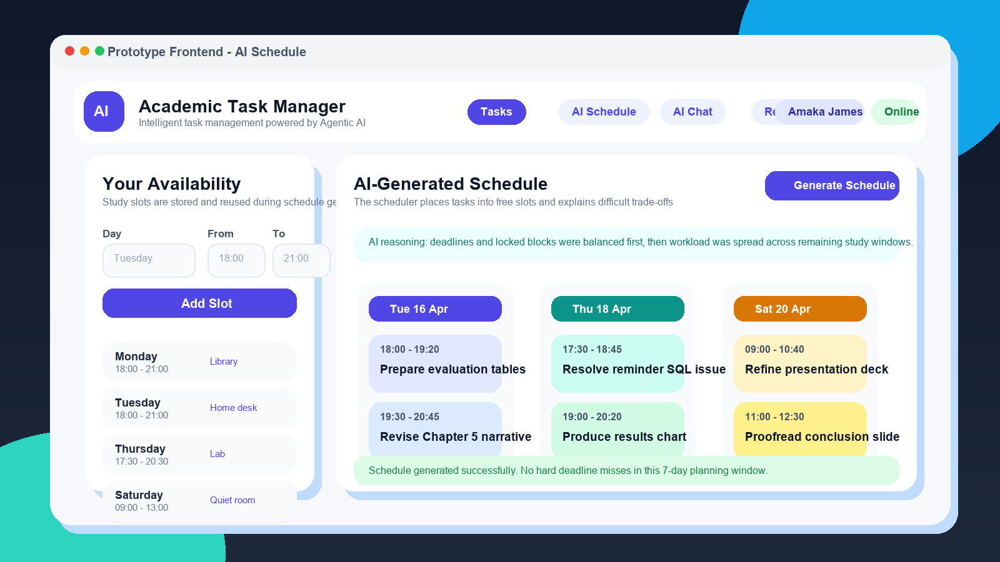 Prototype Frontend - AI Schedule
AI
Academic Task Manager
Intelligent task management powered by Agentic AI
Tasks
AI Schedule
AI Chat
Amaka James
Online
Your Availability
Study slots are stored and reused during schedule
Day
From
To
Tuesday
18:00
21:00
Add Slot
Monday
18:00 - 21:00
Library
Tuesday
18:00 - 21:00
Home desk
Thursday
17:30 - 20:30
Lab
Saturday
09:00 - 13:00
Quiet room
AI-Generated Schedule
The scheduler places tasks into free slots and explains difficult trade-offs
Generate Schedule
AI reasoning: deadlines and locked blocks were balanced first, then workload was spread across remaining study windows.
Tue 16 Apr
18:00 - 19:20
Prepare evaluation tables
19:30 - 20:45
Revise Chapter 5 narrative
Thu 18 Apr
17:30 - 18:45
Resolve reminder SQL issue
19:00 - 20:20
Produce results chart
Sat 20 Apr
09:00 - 10:40
Refine presentation deck
11:00 - 12:30
Proofread conclusion slide
Schedule generated successfully. No hard deadline misses in this 7-day planning window.